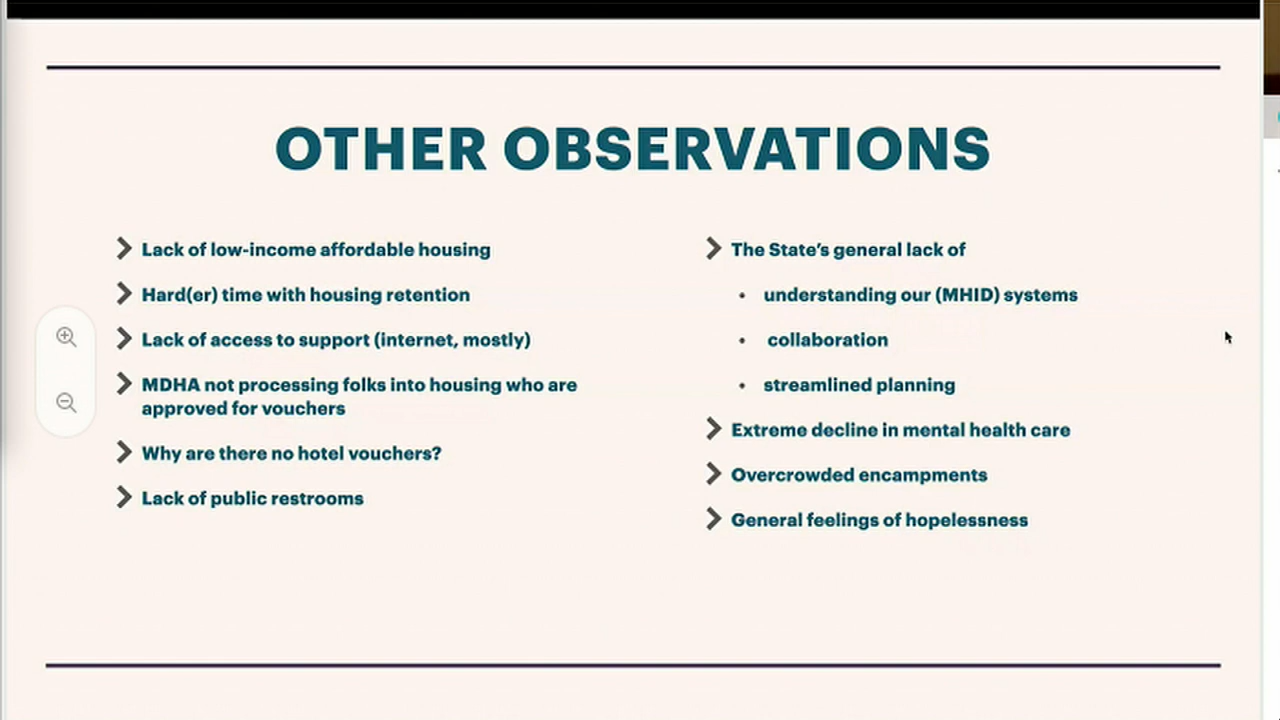 OTHER OBSERVATIONS
Lack of low-income affordable housing
Hard(er) time with housing retention
Lack of access to support (internet, mostly)
MDHA not processing folks into housing who are
approved for vouchers
Why are there no hotel vouchers?
Lack of public restrooms
The State's general lack of
• understanding our (MHID) systems
• collaboration
• streamlined planning
Extreme decline in mental health care
Overcrowded encampments
General feelings of hopelessness